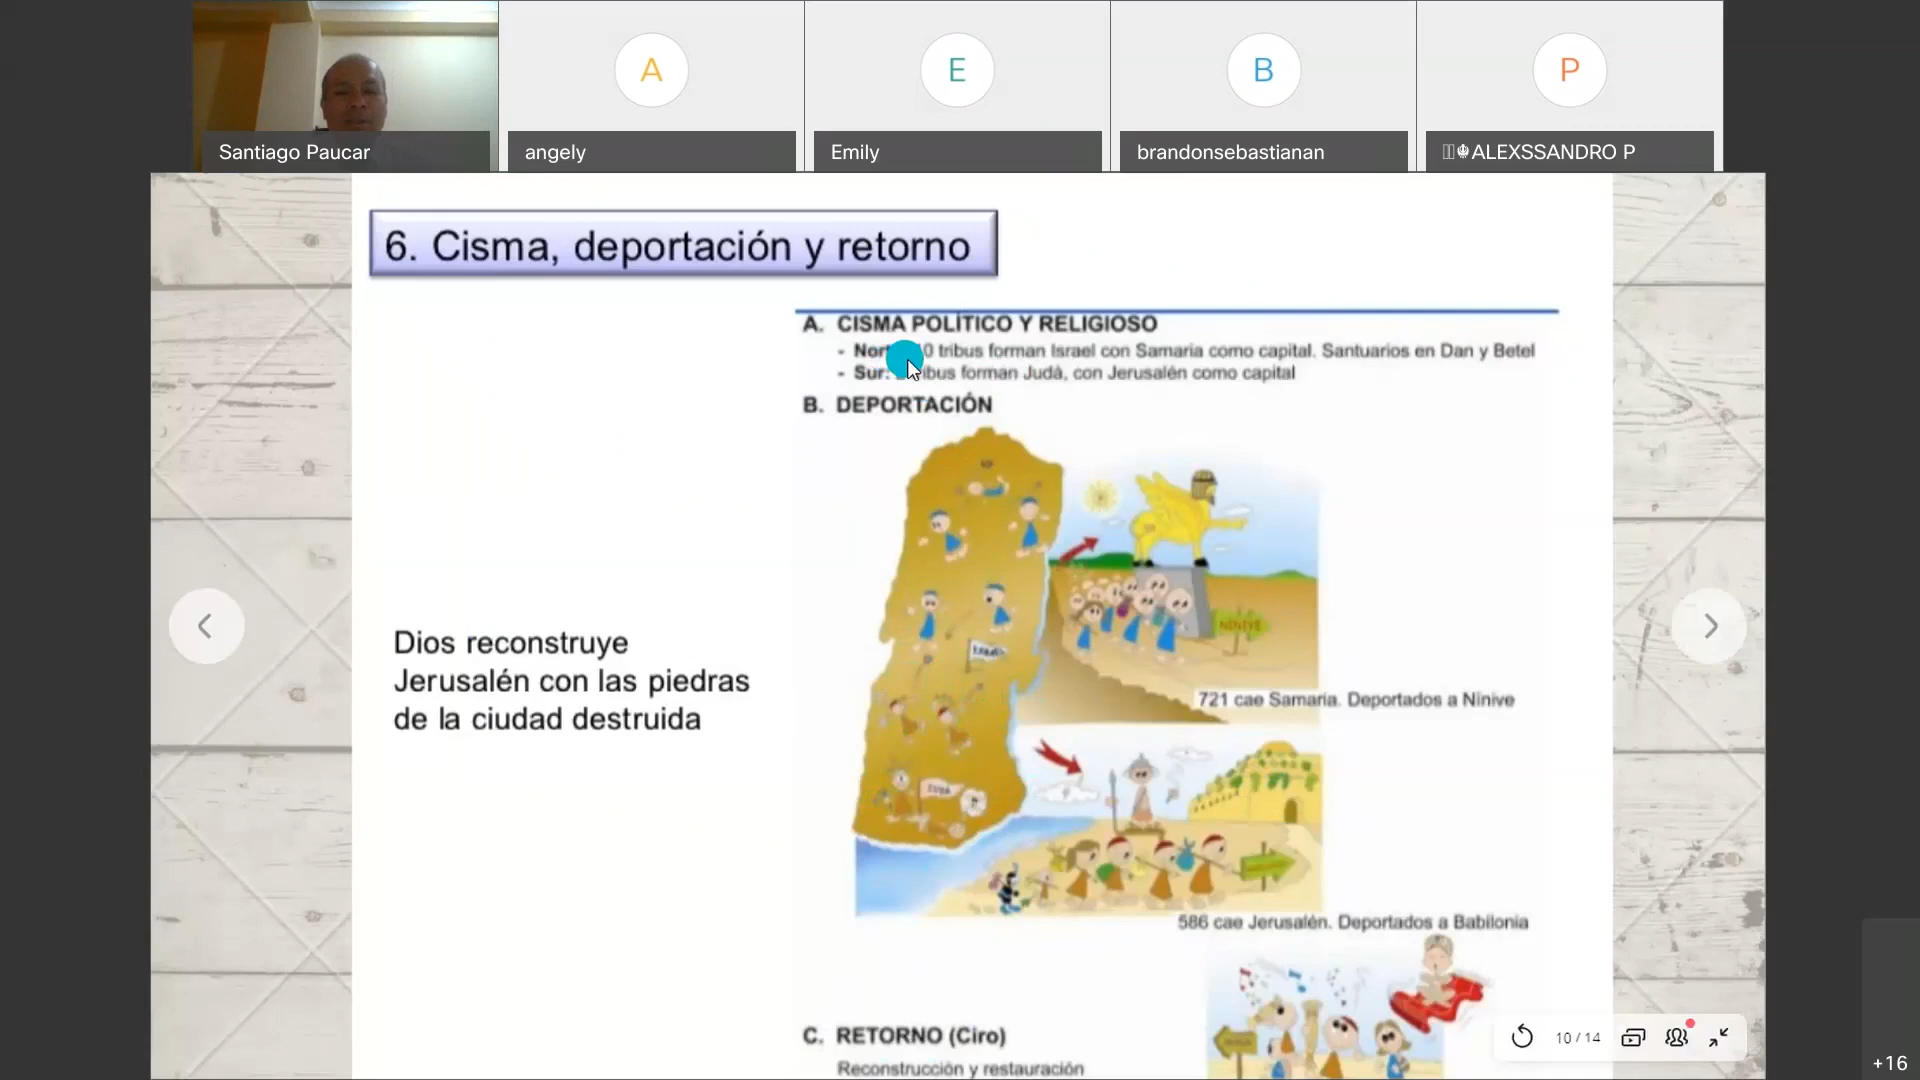 A
E
B
P
Santiago Paucar
angely
Emily
brandonsebastianan
ALEXSSANDRO P
6. Cisma, deportación y retorno
A. CISMA POLÍTICO Y RELIGIOSO
- 0 tribus forman Israel con Samaria como capital. Santuarios en Dan y Betel
- Sur: tribus forman Judá, con Jerusalén como capital
B. DEPORTACIÓN
NÍNIVE
Dios reconstruye
Jerusalén con las piedras
de la ciudad destruida
721 cae Samaria. Deportados a Nínive
586 cae Jerusalén. Deportados a Babilonia
C. RETORNO (Ciro)
Reconstrucción y restauración
10 / 14
+16